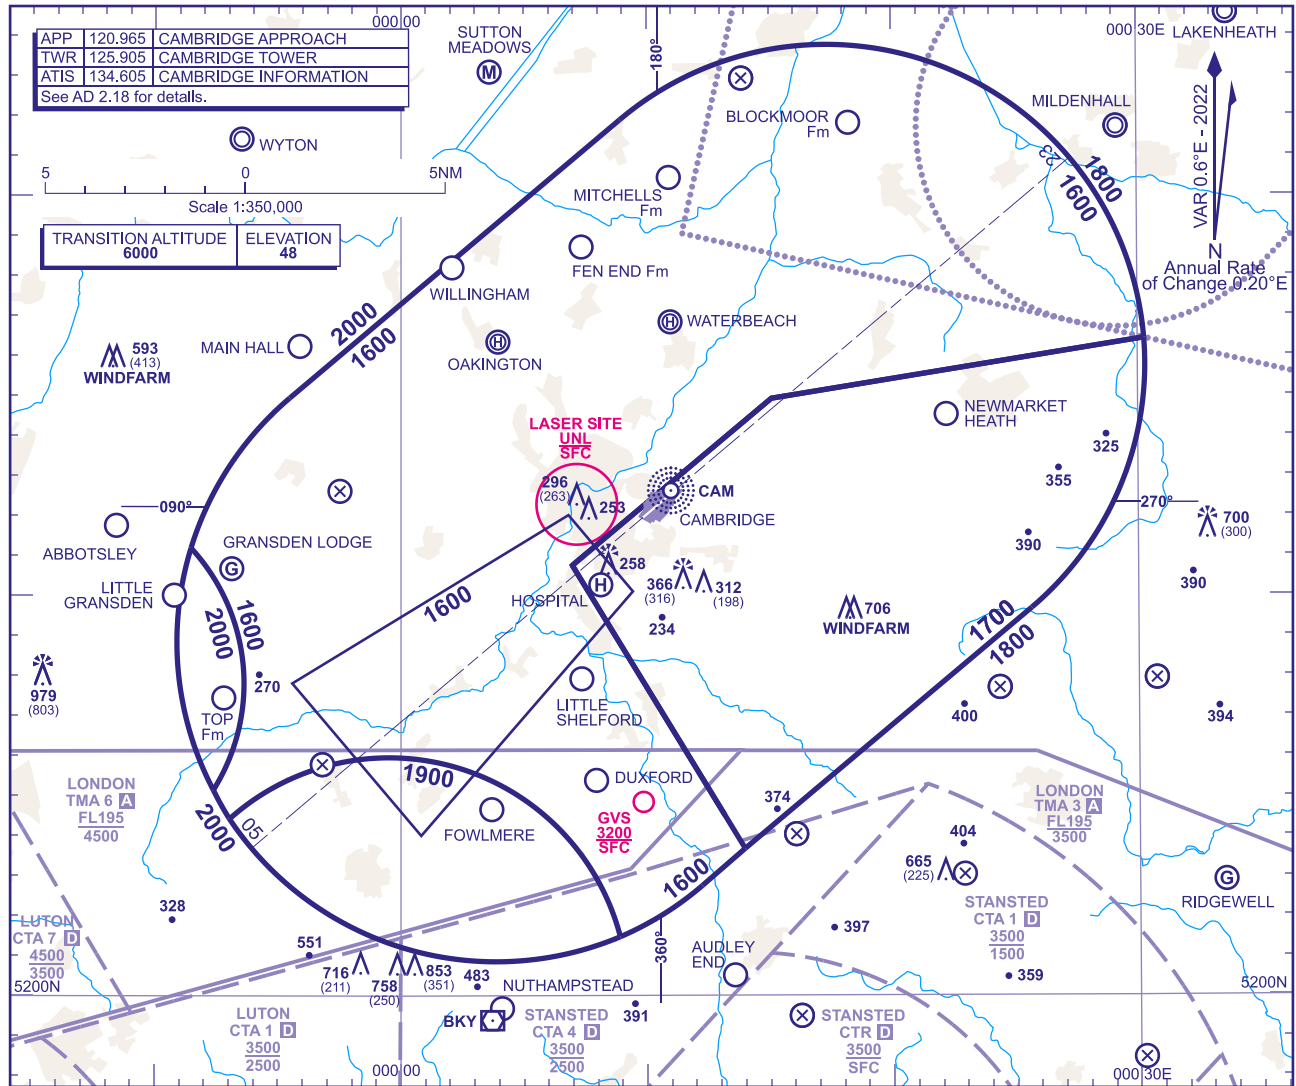 000 00
000 30E
APP 120.965 CAMBRIDGE APPROACH
TWR 125.905 CAMBRIDGE TOWER
ATIS 134.605 CAMBRIDGE INFORMATION
See AD 2.18 for details.
SUTTON
MEADOWS
M
180°
LAKENHEATH
MILDENHALL
BLOCKMOOR
Fm
WYTON
VAR 0.6°E - 2022
N
Annual Rate
of Change 0.20°E
5 0 5NM
Scale 1:350,000
TRANSITION ALTITUDE
6000
ELEVATION
48
MITCHELLS
Fm
23
1800
1600
FEN END Fm
WILLINGHAM
2000
1600
MAIN HALL
H
WATERBEACH
H
OAKINGTON
593
(413)
WINDFARM
NEWMARKET
HEATH
LASER SITE
UNL
SFC
296
(263)
253
325
355
CAM
CAMBRIDGE
090°
270°
700
(300)
ABBOTSLEY
GRANSDEN LODGE
G
390
390
LITTLE
GRANSDEN
258
H
HOSPITAL
366
(316)
312
(198)
234
706
WINDFARM
1600
1600
2000
1700
1800
979
(803)
270
TOP
Fm
LITTLE
SHELFORD
400
394
LONDON
TMA 6 A
FL195
4500
1900
DUXFORD
GVS
3200
SFC
FOWLMERE
374
LONDON
TMA 3 A
FL195
3500
2000
05
404
665
(225)
1600
G
RIDGEWELL
328
STANSTED
CTA 1 D
3500
1500
397
LUTON
CTA 7 D
4500
3500
551
360°
AUDLEY
END
716
(211)
758
(250)
853
(351)
483
359
5200N
5200N
NUTHAMPSTEAD
BKY
391
LUTON
CTA 1 D
3500
2500
STANSTED
CTA 4 D
3500
2500
STANSTED
CTR D
3500
SFC
000 00
000 30E